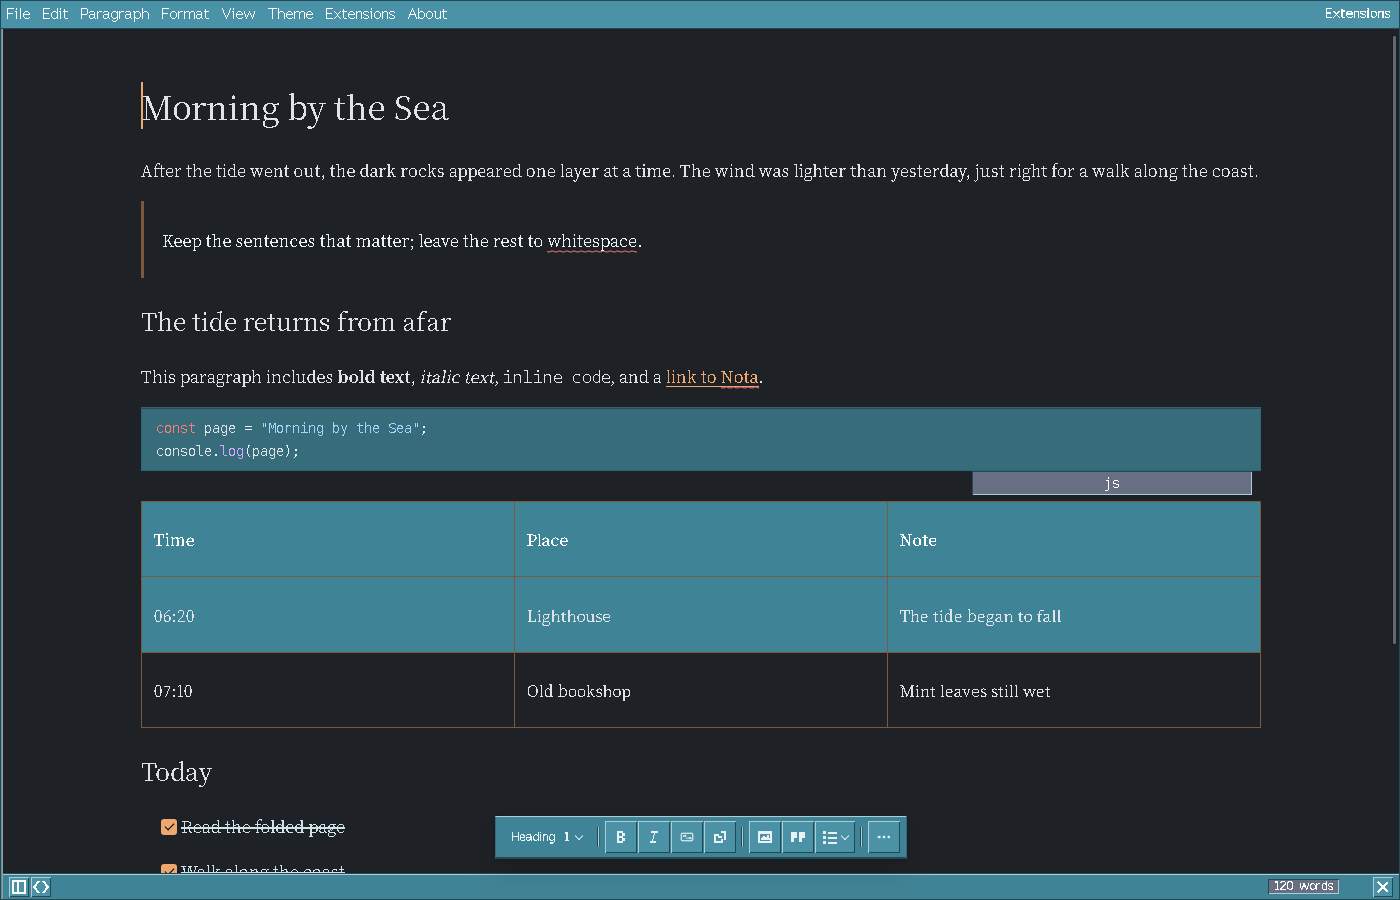 File Edit Paragraph Format View Theme Extensions About
Extensions
Morning by the Sea
After the tide went out, the dark rocks appeared one layer at a time. The wind was lighter than yesterday, just right for a walk along the coast.
Keep the sentences that matter; leave the rest to whitespace.
The tide returns from afar
This paragraph includes bold text, italic text, inline code, and a link to Nota.
const page = "Morning by the Sea";
console.log(page);
js
Time Place Note
06:20 Lighthouse The tide began to fall
07:10 Old bookshop Mint leaves still wet
Today
Read the folded page
Walk along the coast
Heading 1 B I
120 words